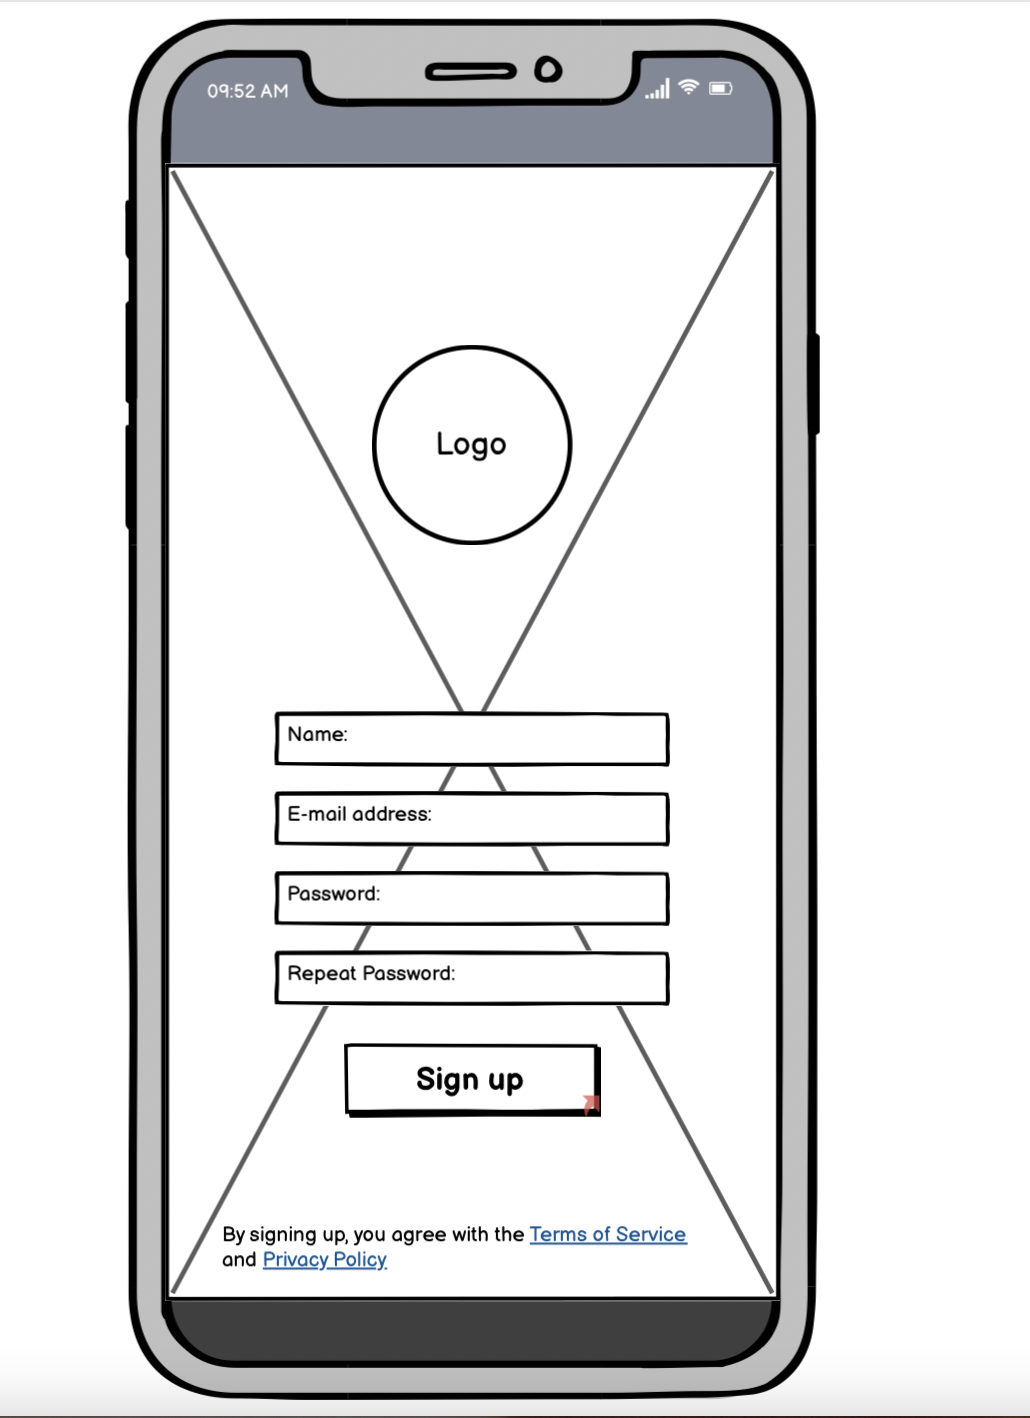 09:52 AM
Logo
Name:
E-mail address:
Password:
Repeat Password:
Sign up
By signing up, you agree with the Terms of Service
and Privacy Policy